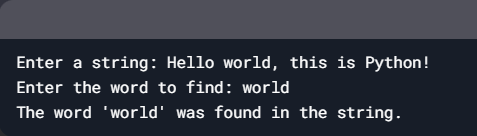 Enter a string: Hello world, this is Python!
Enter the word to find: world
The word 'world' was found in the string.